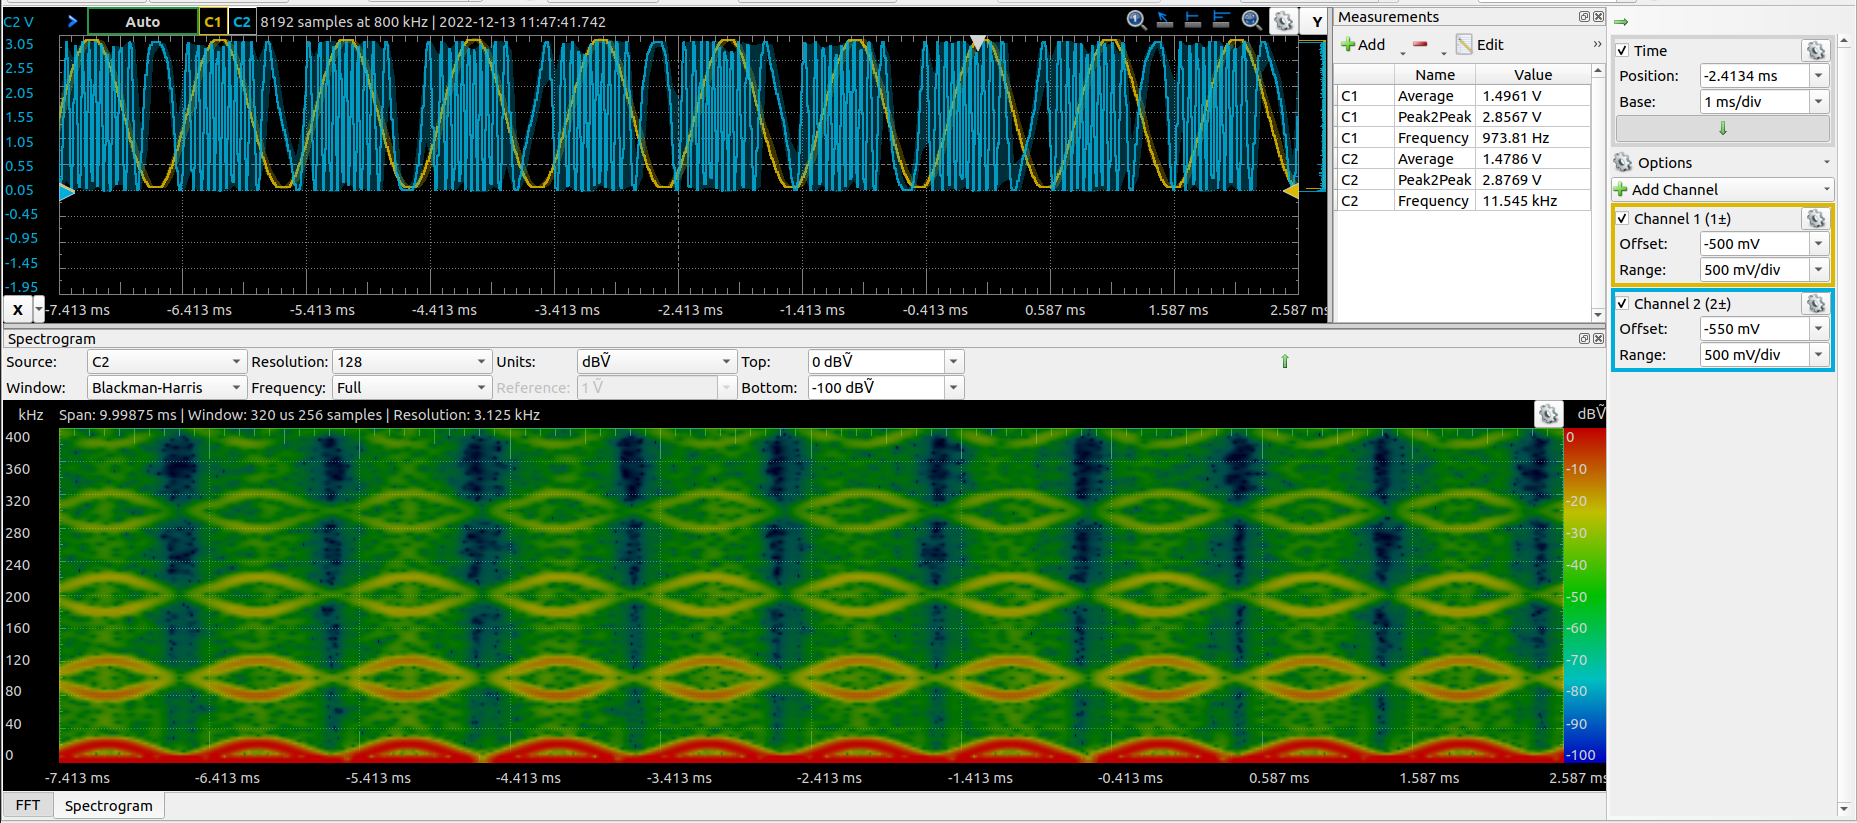 C2 V
Auto
C1
C2
8192 samples at 800 kHz | 2022-12-13 11:47:41.742
Y
3.05
2.55
2.05
1.55
1.05
0.55
0.05
-0.45
-0.95
-1.45
-1.95
X
-7.413 ms
-6.413 ms
-5.413 ms
-4.413 ms
-3.413 ms
-2.413 ms
-1.413 ms
-0.413 ms
0.587 ms
1.587 ms
2.587 ms
Measurements
Add
Edit
Name Value
C1 Average 1.4961 V
C1 Peak2Peak 2.8567 V
C1 Frequency 973.81 Hz
C2 Average 1.4786 V
C2 Peak2Peak 2.8769 V
C2 Frequency 11.545 kHz
Time
Position: -2.4134 ms
Base: 1 ms/div
Options
Add Channel
Channel 1 (1±)
Offset: -500 mV
Range: 500 mV/div
Channel 2 (2±)
Offset: -550 mV
Range: 500 mV/div
Spectrogram
Source: C2 Resolution: 128 Units: dBṼ Top: 0 dBṼ
Window: Blackman-Harris Frequency: Full Reference: 1 Ṽ Bottom: -100 dBṼ
kHz
Span: 9.99875 ms | Window: 320 us 256 samples | Resolution: 3.125 kHz
dBṼ
400
360
320
280
240
200
160
120
80
40
0
0
-10
-20
-30
-40
-50
-60
-70
-80
-90
-100
-7.413 ms
-6.413 ms
-5.413 ms
-4.413 ms
-3.413 ms
-2.413 ms
-1.413 ms
-0.413 ms
0.587 ms
1.587 ms
2.587 ms
FFT
Spectrogram